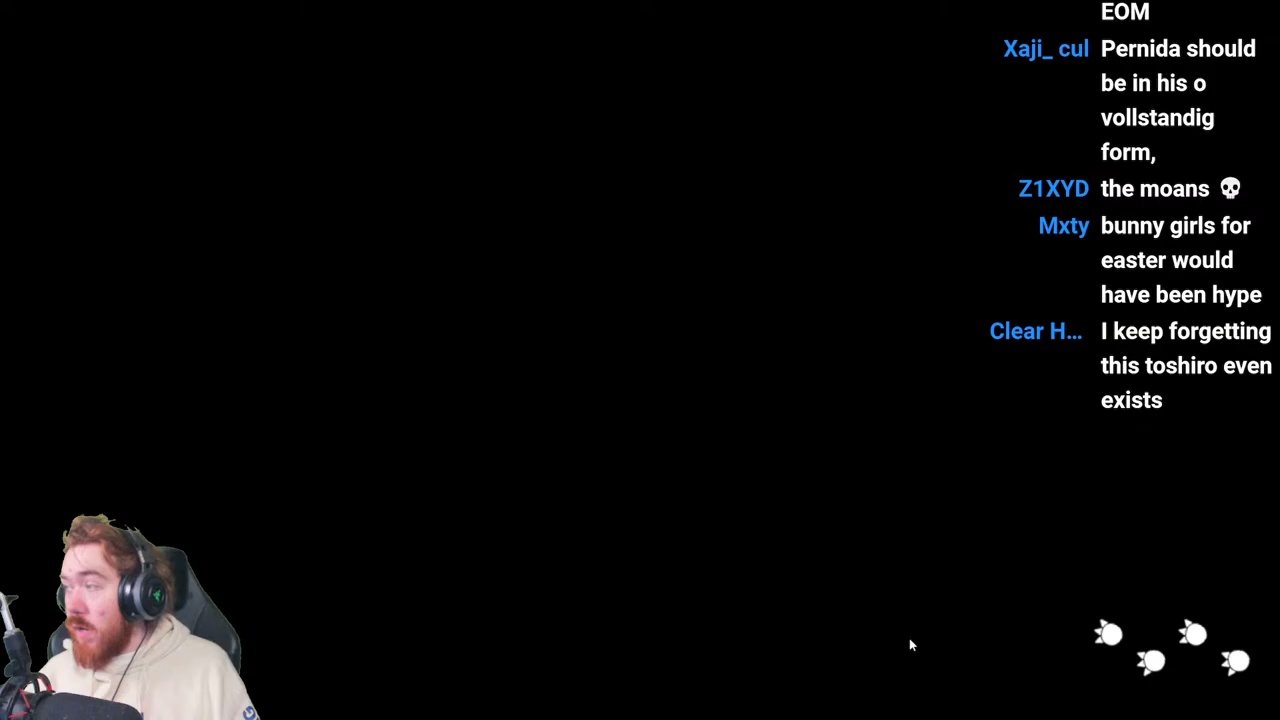 EOM
Xaji_ cul Pernida should
be in his o
vollstandig
form,
Z1XYD the moans 💀
Mxty bunny girls for
easter would
have been hype
Clear H… I keep forgetting
this toshiro even
exists